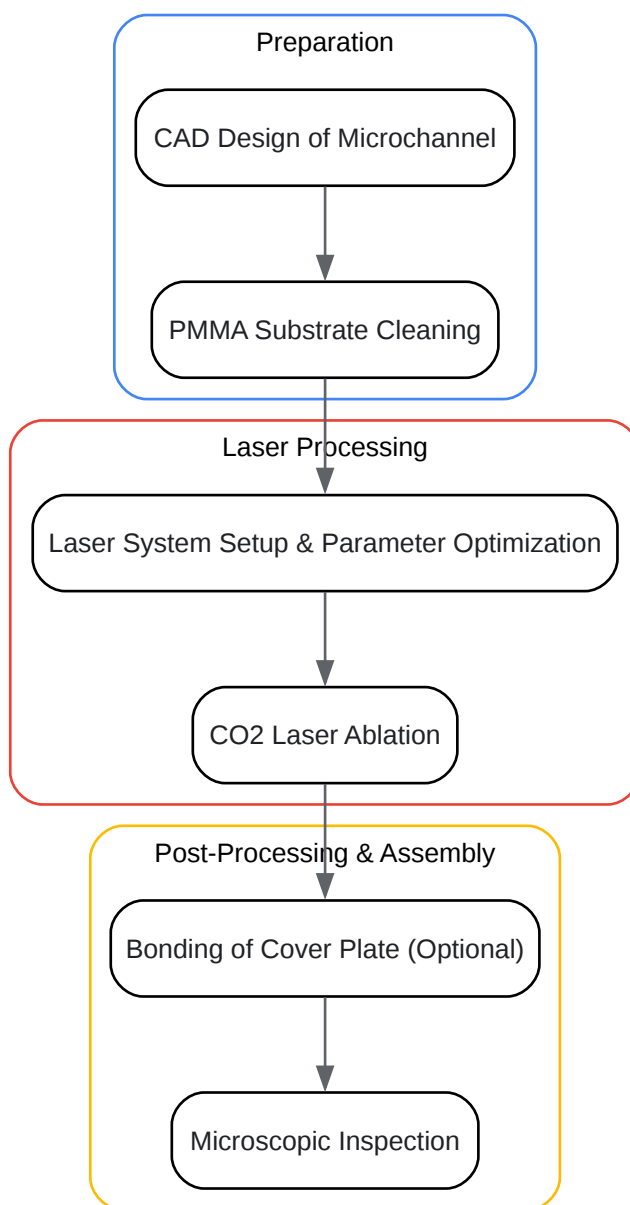 Preparation
CAD Design of Microchannel
PMMA Substrate Cleaning
Laser Processing
Laser System Setup & Parameter Optimization
CO2 Laser Ablation
Post-Processing & Assembly
Bonding of Cover Plate (Optional)
Microscopic Inspection